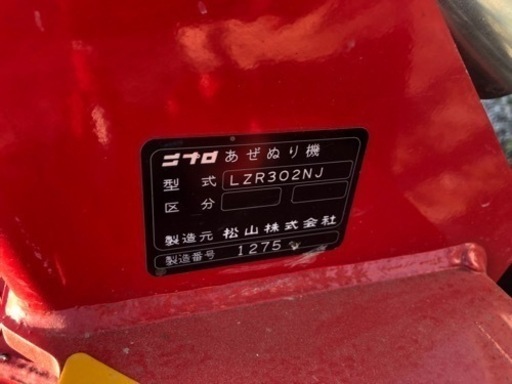 ニプロ あぜぬり機
型式 LZR302NJ
区分
製造元 松山株式会社
製造番号 1275